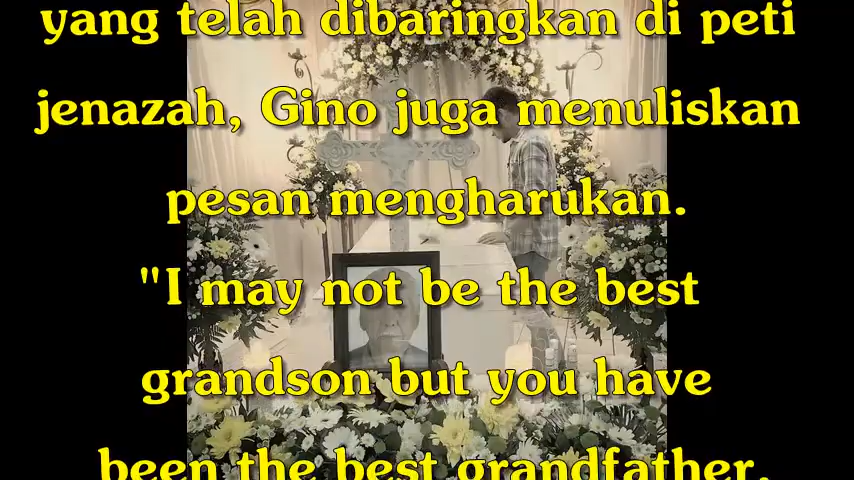 yang telah dibaringkan di peti
jenazah, Gino juga menuliskan
pesan mengharukan.
"I may not be the best
grandson but you have
been the best grandfather.